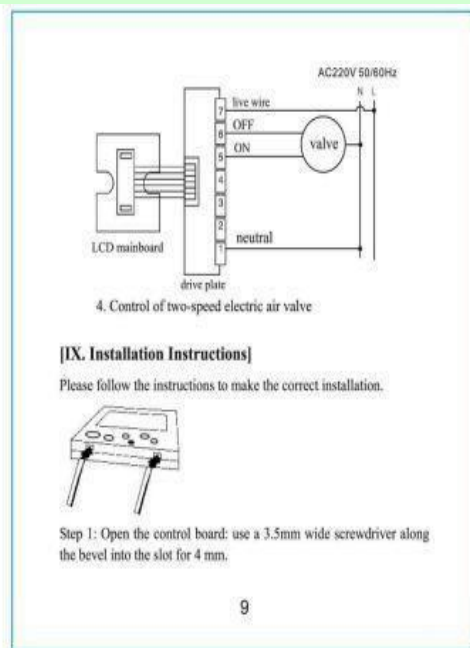 AC220V 50/60Hz
N L
7 live wire
6 OFF
5 ON
valve
4
3
2
1 neutral
LCD mainboard
drive plate
4. Control of two-speed electric air valve
[IX. Installation Instructions]
Please follow the instructions to make the correct installation.
Step 1: Open the control board: use a 3.5mm wide screwdriver along
the bevel into the slot for 4 mm.
9